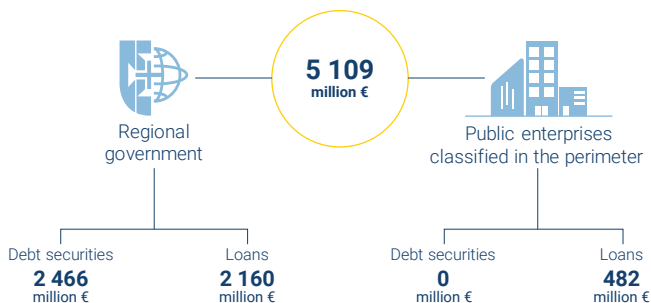 5 109
million €
Regional
government
Public enterprises
classified in the perimeter
Debt securities
2 466
million €
Loans
2 160
million €
Debt securities
0
million €
Loans
482
million €